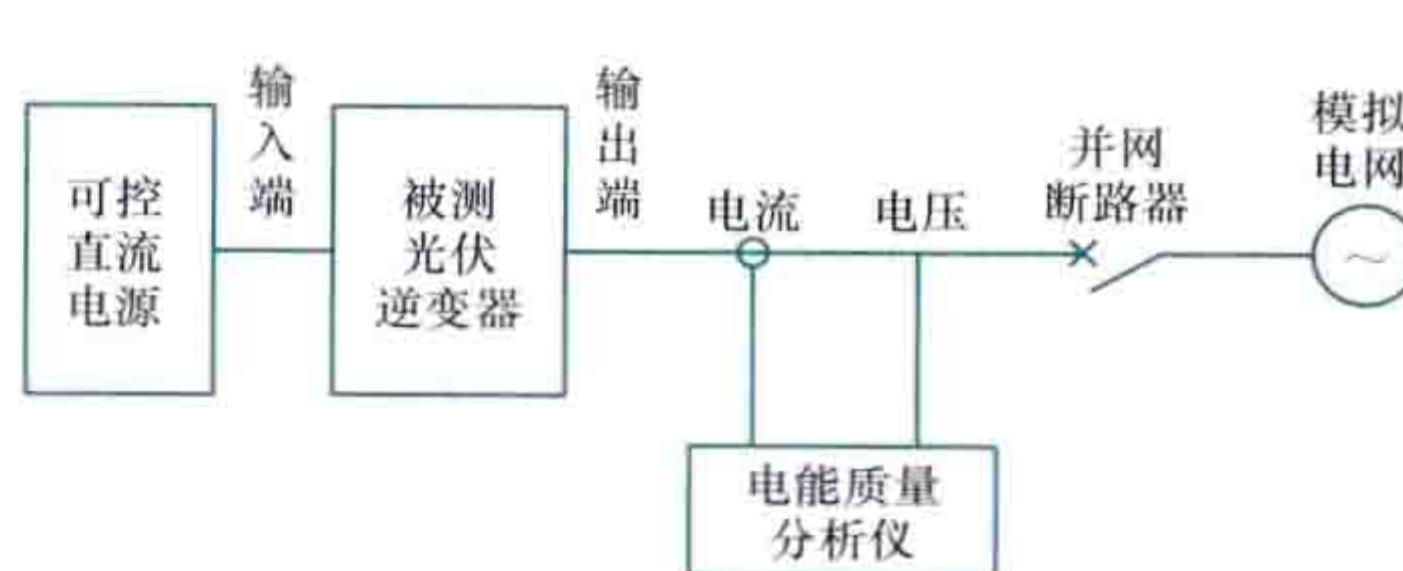 输入端
输出端
模拟
电网
并网
断路器
可控
直流
电源
被测
光伏
逆变器
电流
电压
~
电能质量
分析仪